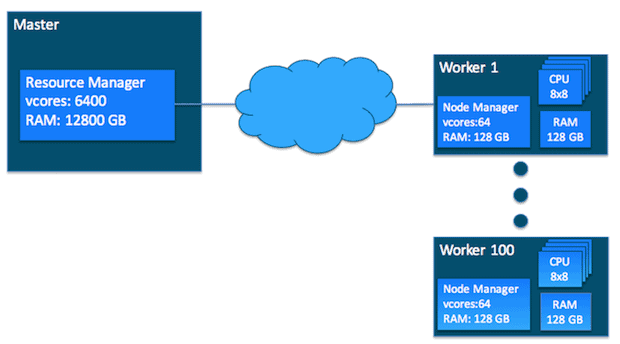 Master
Resource Manager
vcores: 6400
RAM: 12800 GB
Worker 1
Node Manager
vcores:64
RAM: 128 GB
CPU
8x8
RAM
128 GB
Worker 100
Node Manager
vcores:64
RAM: 128 GB
CPU
8x8
RAM
128 GB